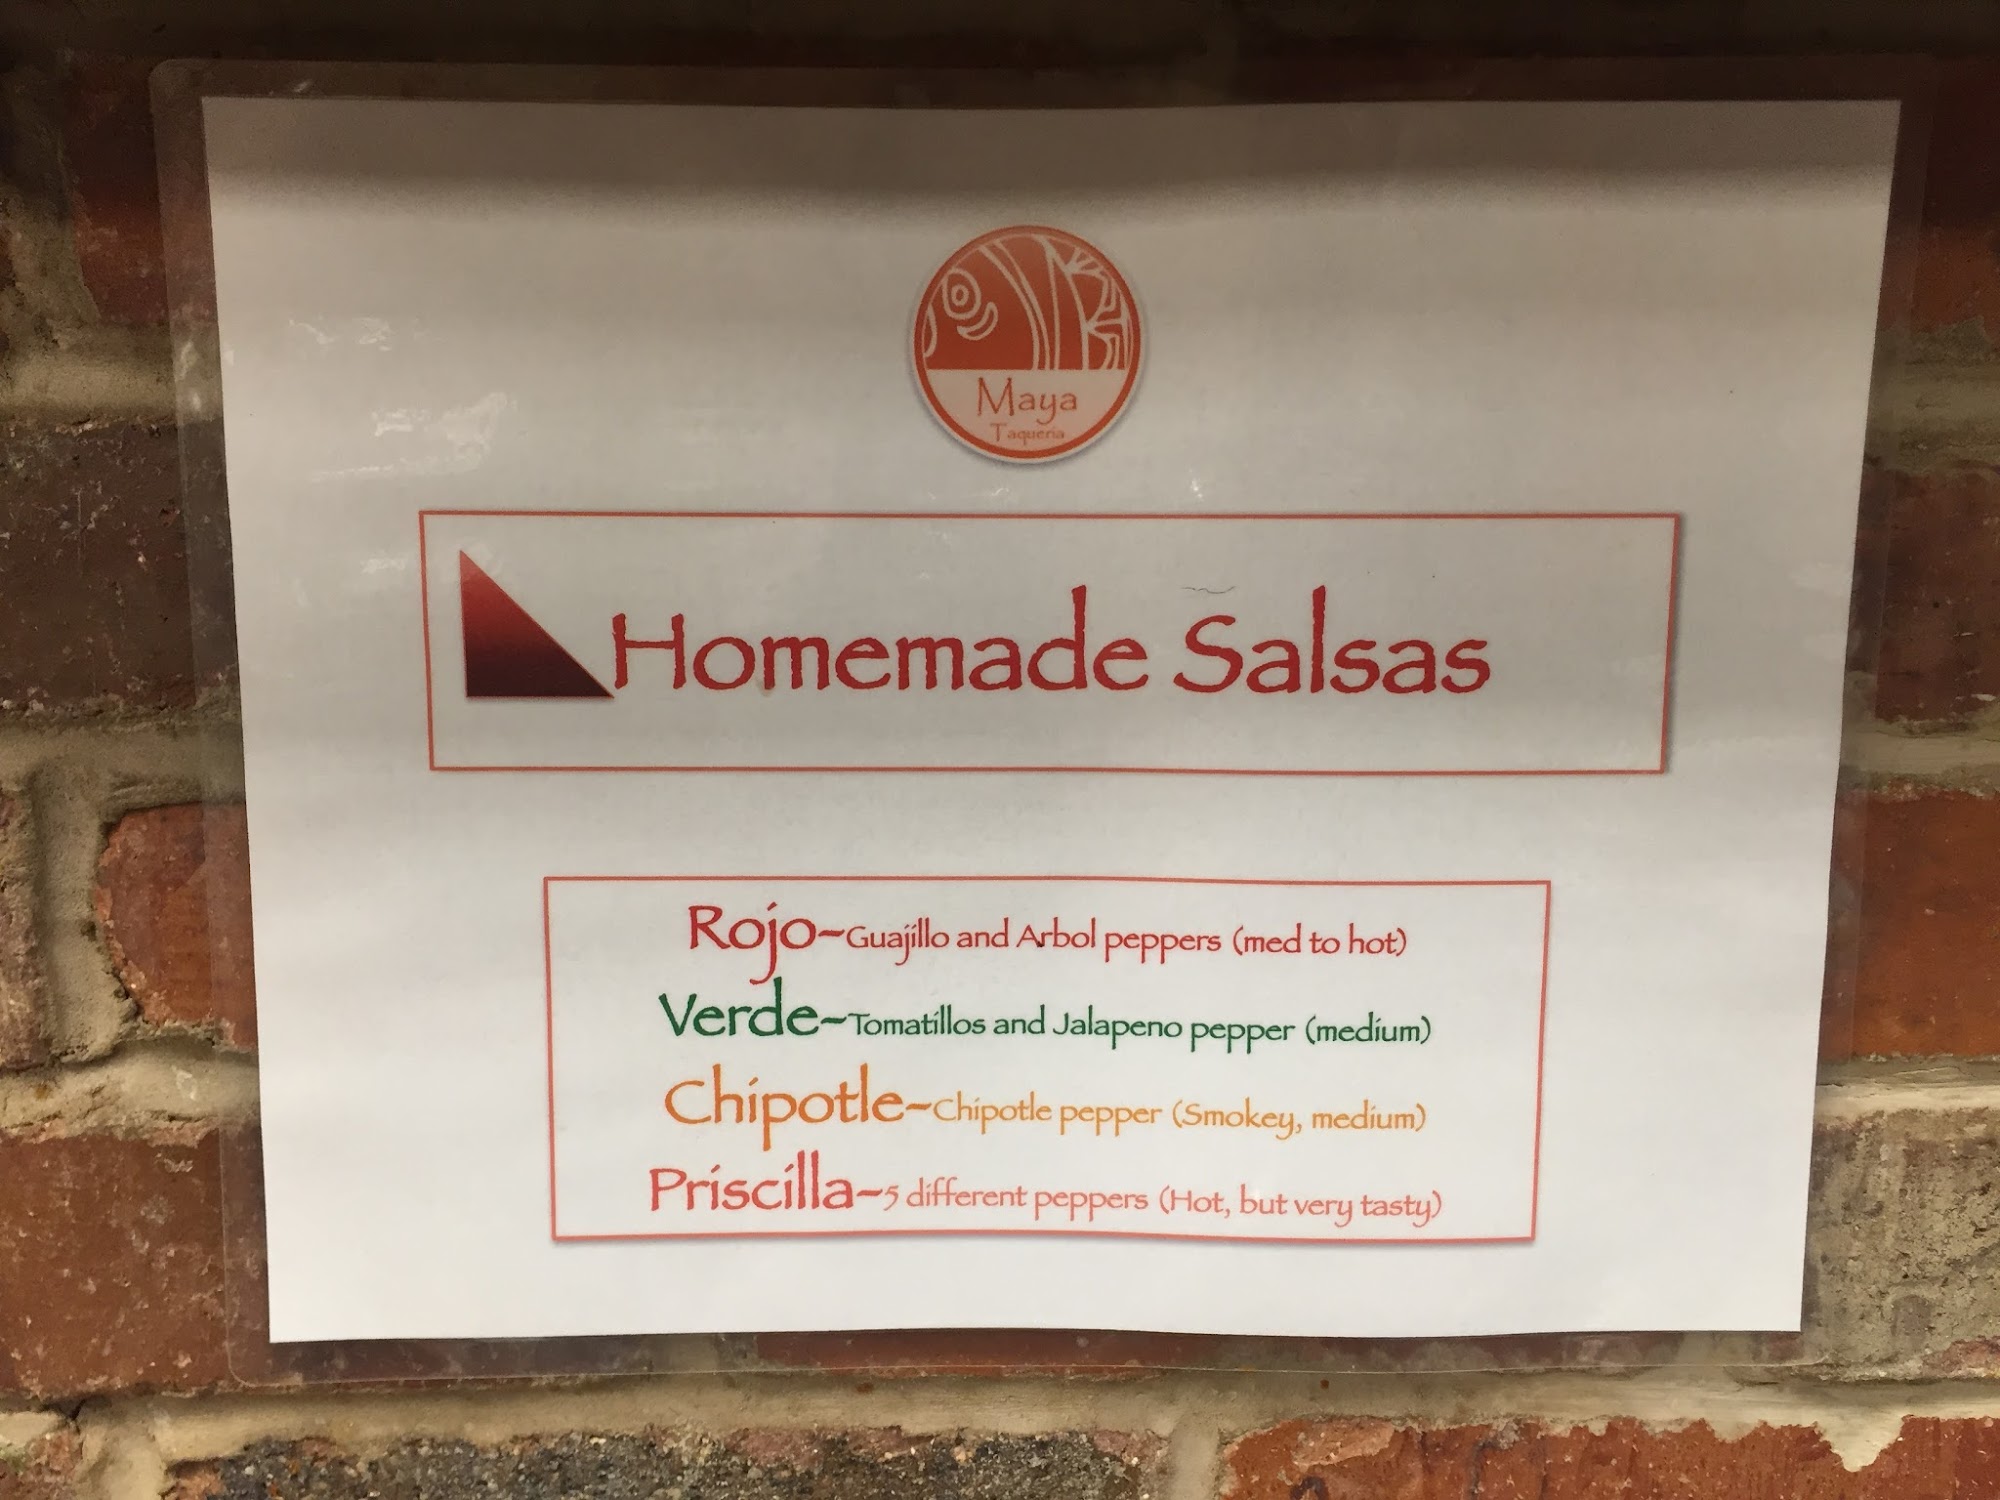 Maya
Taqueria
Homemade Salsas
Rojo~Guajillo and Arbol peppers (med to hot)
Verde~Tomatillos and Jalapeno pepper (medium)
Chipotle~Chipotle pepper (Smokey, medium)
Priscilla~5 different peppers (Hot, but very tasty)